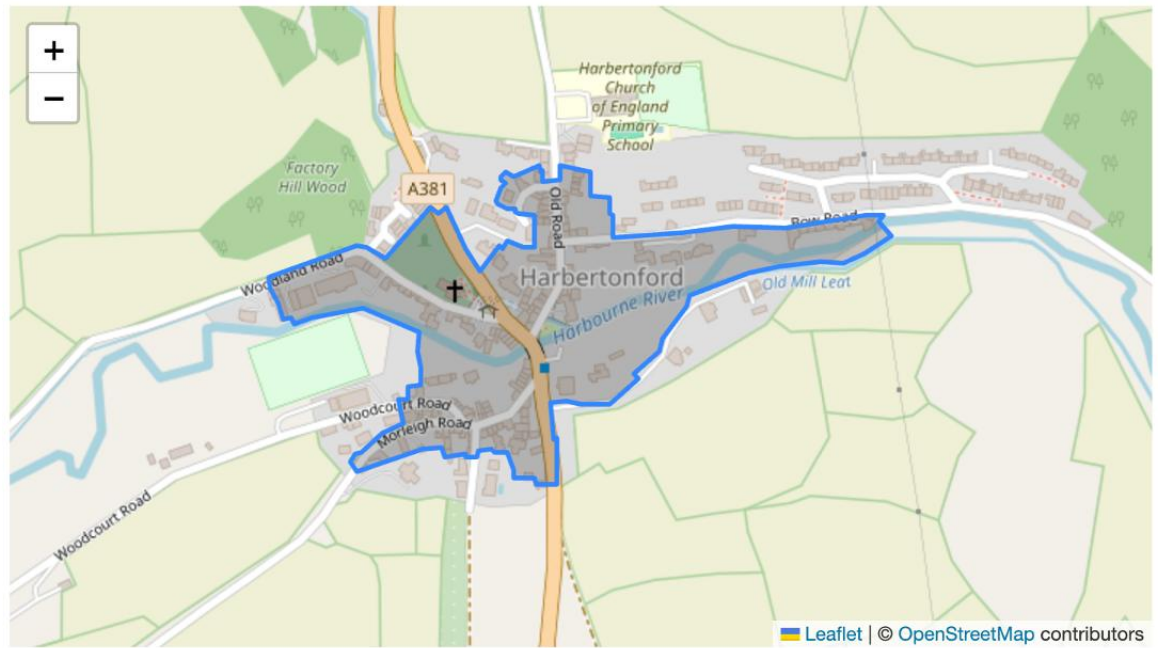 +
−
Harbertonford
Church
of England
Primary
School
Factory
Hill Wood
A381
Old Road
Bow Road
Woodland Road
Harbertonford
Old Mill Leat
Harbourne River
Woodcourt Road
Morleigh Road
Woodcourt Road
Leaflet | © OpenStreetMap contributors